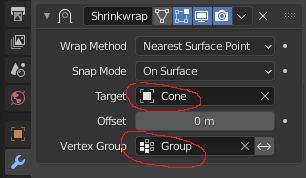 Shrinkwrap
Wrap Method Nearest Surface Point
Snap Mode On Surface
Target Cone
Offset 0 m
Vertex Group Group